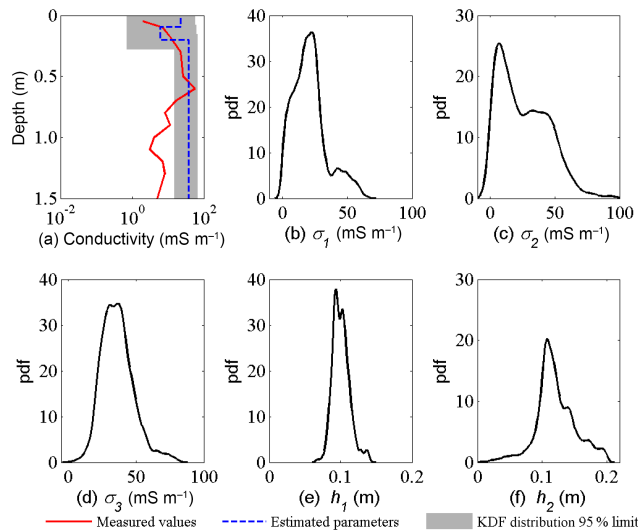 0
0.5
1.0
1.5
Depth (m)
10^-2 10^0 10^2
(a) Conductivity (mS m⁻¹)
40
30
20
10
0
pdf
0 50 100
(b) σ1 (mS m⁻¹)
30
20
10
0
pdf
0 50 100
(c) σ2 (mS m⁻¹)
40
30
20
10
0
pdf
0 50 100
(d) σ3 (mS m⁻¹)
40
30
20
10
0
pdf
0 0.1 0.2
(e) h1 (m)
30
20
10
0
pdf
0 0.1 0.2
(f) h2 (m)
Measured values Estimated parameters KDF distribution 95 % limit